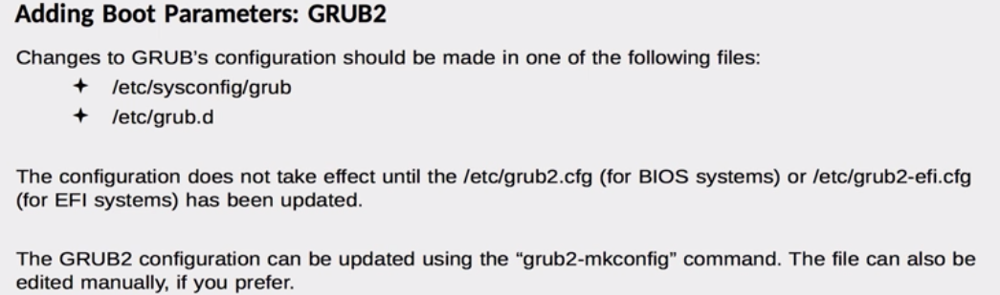 Adding Boot Parameters: GRUB2
Changes to GRUB's configuration should be made in one of the following files:
✦ /etc/sysconfig/grub
✦ /etc/grub.d
The configuration does not take effect until the /etc/grub2.cfg (for BIOS systems) or /etc/grub2-efi.cfg
(for EFI systems) has been updated.
The GRUB2 configuration can be updated using the “grub2-mkconfig” command. The file can also be
edited manually, if you prefer.